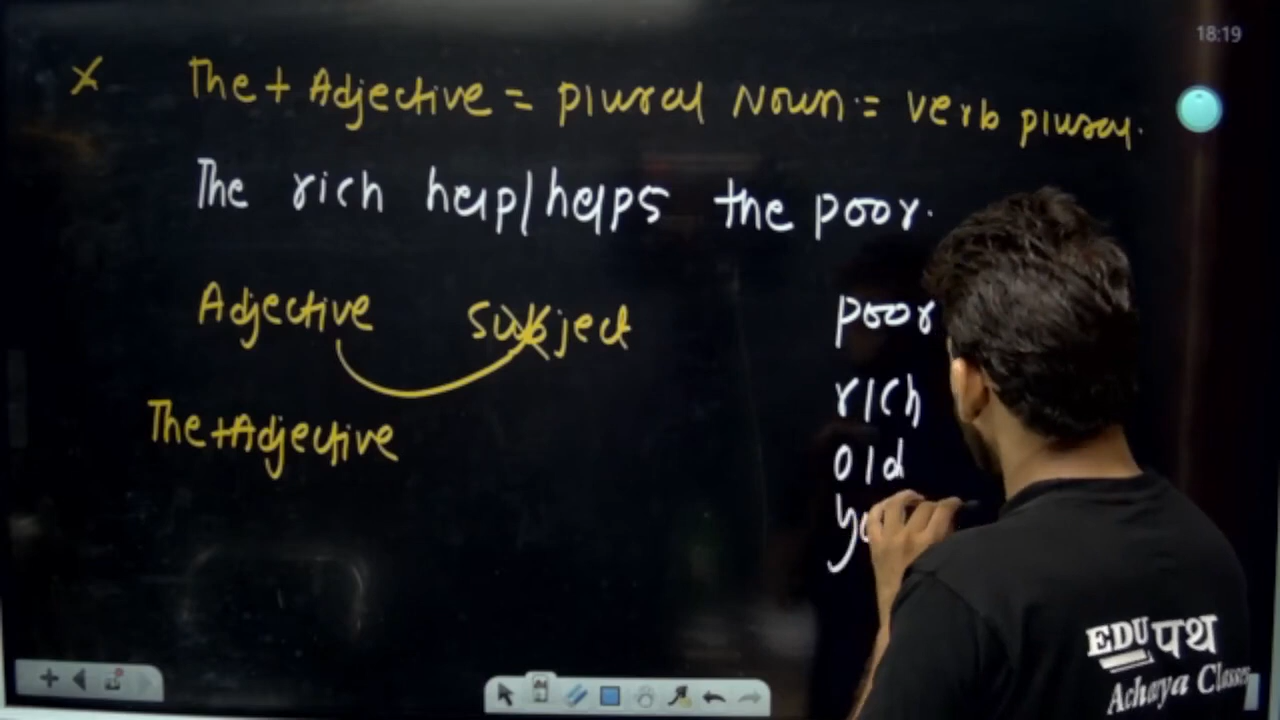 18:19
x The + Adjective = plural Noun = verb plural.
The rich help/helps the poor.
Adjective subject
poor
The+Adjective
rich
old
EDU पथ
Acharya Classes